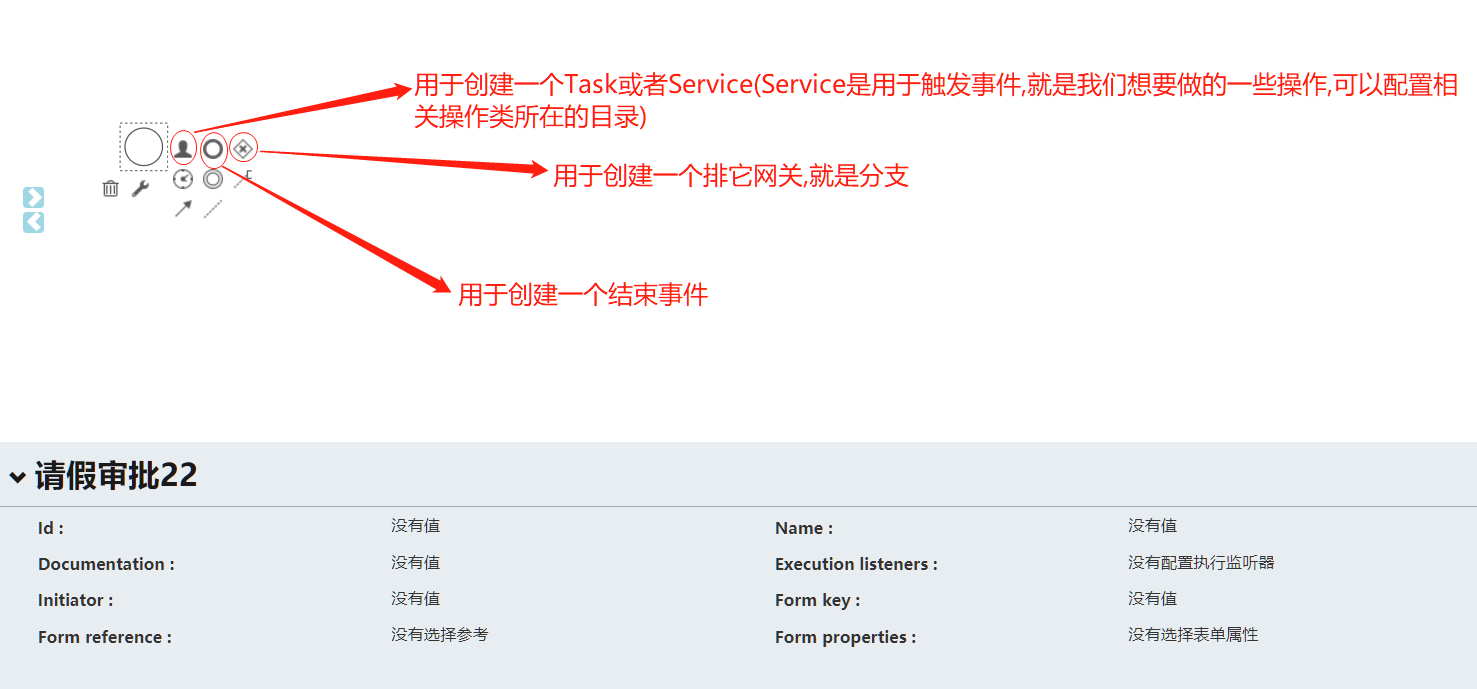 用于创建一个Task或者Service(Service是用于触发事件,就是我们想要做的一些操作,可以配置相
关操作类所在的目录)
用于创建一个排它网关,就是分支
用于创建一个结束事件
请假审批22
Id : 没有值 Name : 没有值
Documentation : 没有值 Execution listeners : 没有配置执行监听器
Initiator : 没有值 Form key : 没有值
Form reference : 没有选择参考 Form properties : 没有选择表单属性